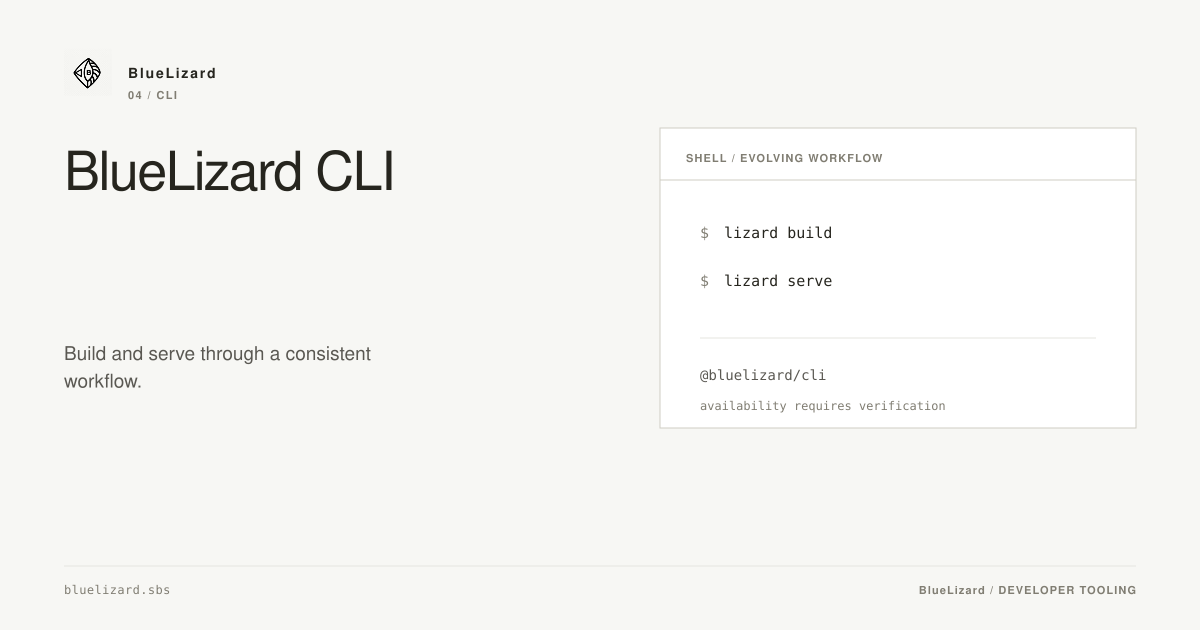 BlueLizard
04 / CLI
BlueLizard CLI
Build and serve through a consistent
workflow.
SHELL / EVOLVING WORKFLOW
$ lizard build
$ lizard serve
@bluelizard/cli
availability requires verification
bluelizard.sbs
BlueLizard / DEVELOPER TOOLING